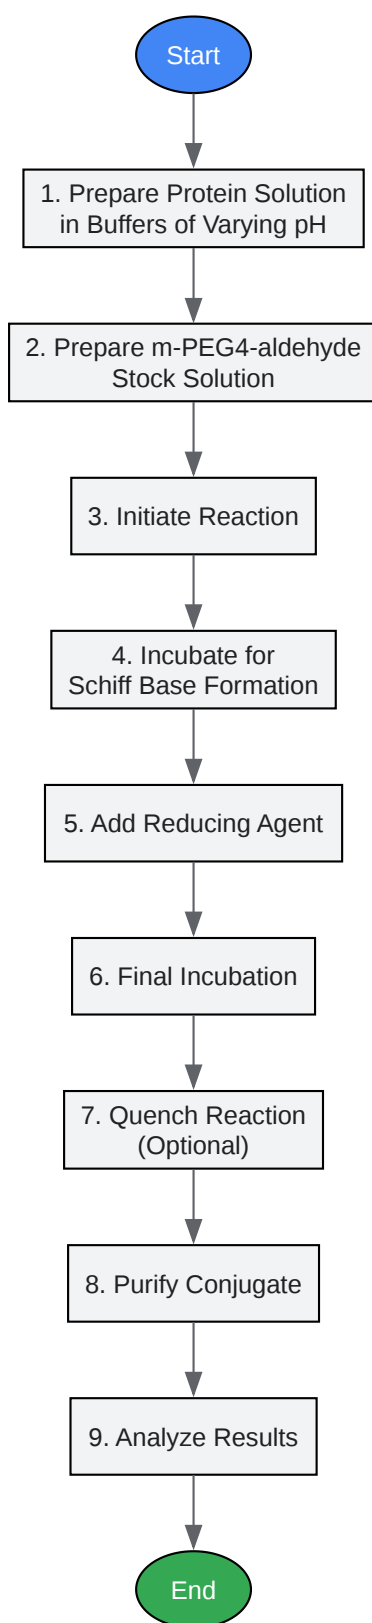 Start
1. Prepare Protein Solution
in Buffers of Varying pH
2. Prepare m-PEG4-aldehyde
Stock Solution
3. Initiate Reaction
4. Incubate for
Schiff Base Formation
5. Add Reducing Agent
6. Final Incubation
7. Quench Reaction
(Optional)
8. Purify Conjugate
9. Analyze Results
End